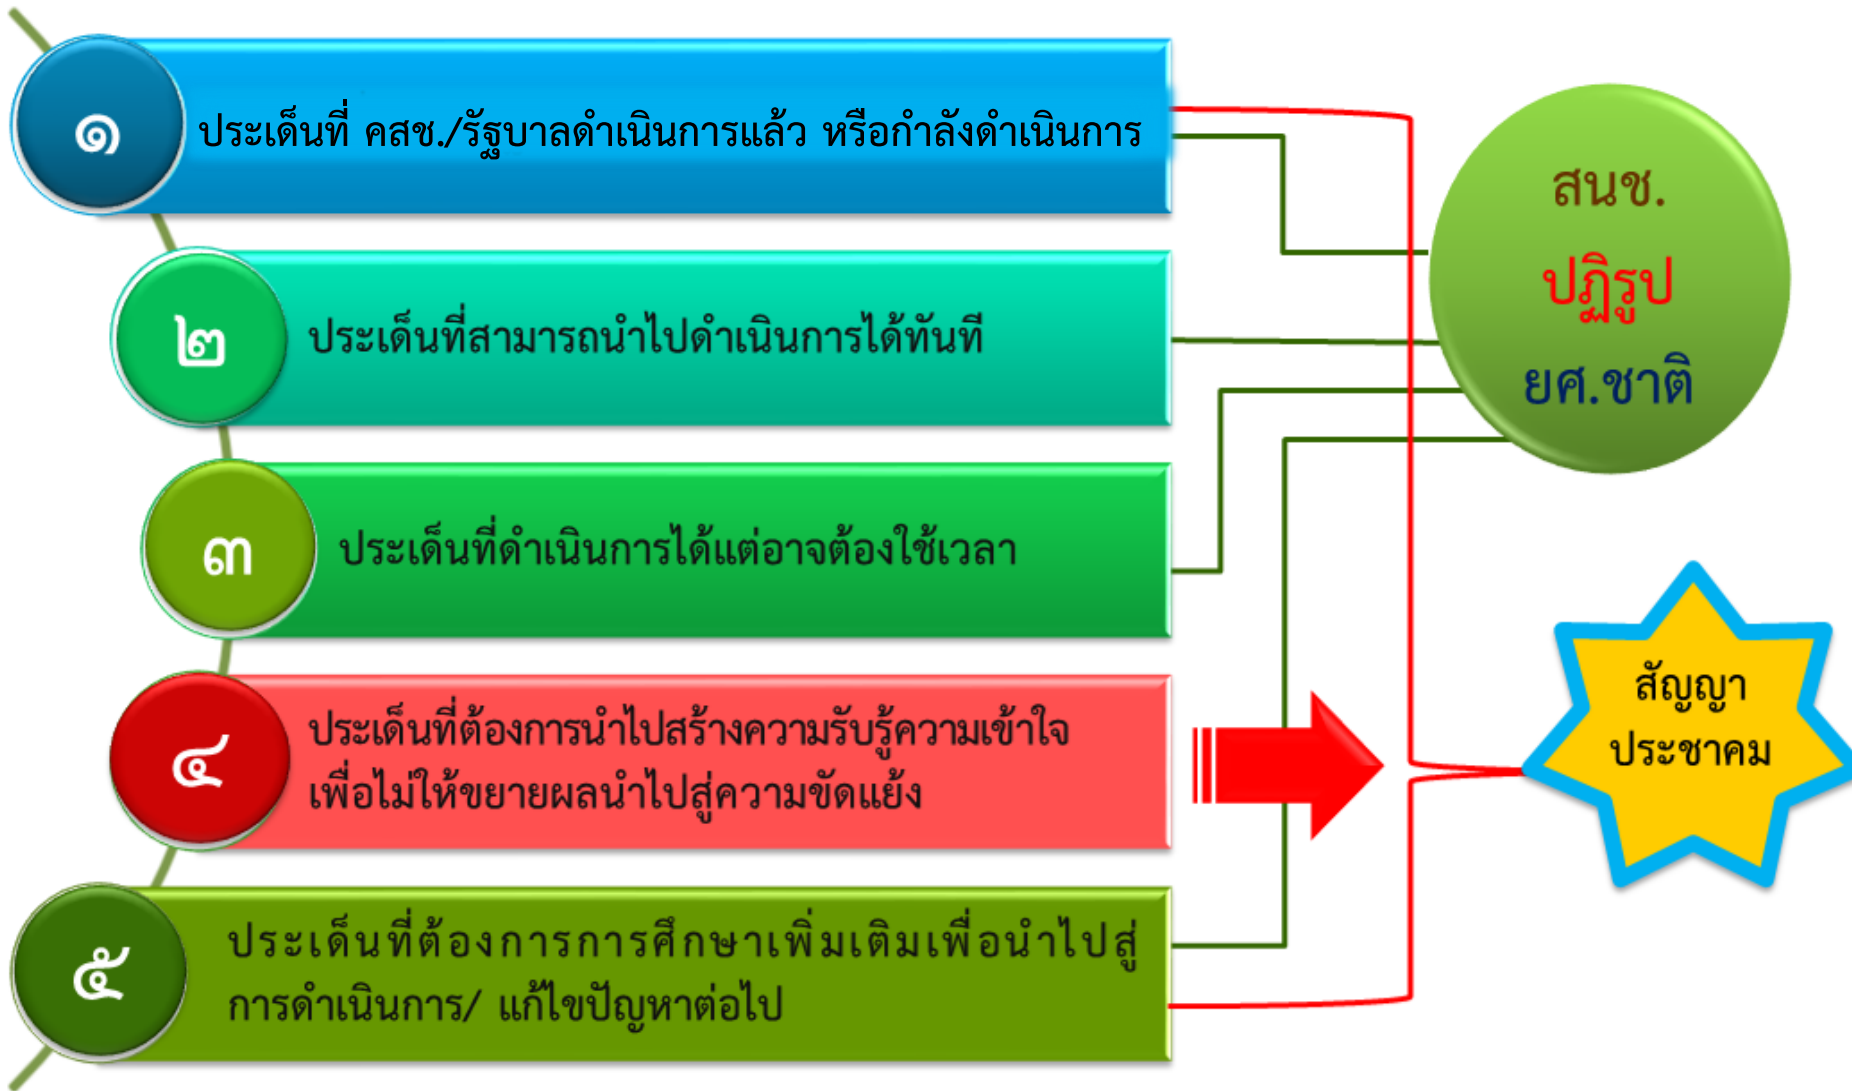 ๑
ประเด็นที่ คสช./รัฐบาลดำเนินการแล้ว หรือกำลังดำเนินการ
๒
ประเด็นที่สามารถนำไปดำเนินการได้ทันที
๓
ประเด็นที่ดำเนินการได้แต่อาจต้องใช้เวลา
๔
ประเด็นที่ต้องการนำไปสร้างความรับรู้ความเข้าใจ
เพื่อไม่ให้ขยายผลนำไปสู่ความขัดแย้ง
๕
ประเด็นที่ต้องการการศึกษาเพิ่มเติมเพื่อนำไปสู่
การดำเนินการ/ แก้ไขปัญหาต่อไป
สนช.
ปฏิรูป
ยศ.ชาติ
สัญญา
ประชาคม